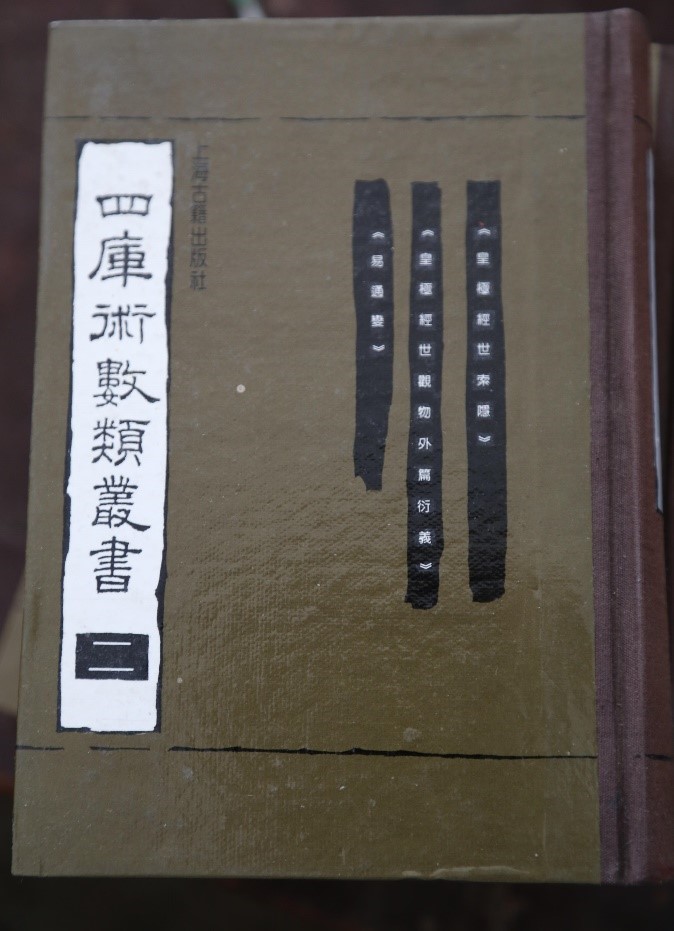 《皇極經世索隱》
《皇極經世觀物外篇衍義》
《易通變》
上海古籍出版社
四庫術數類叢書
二